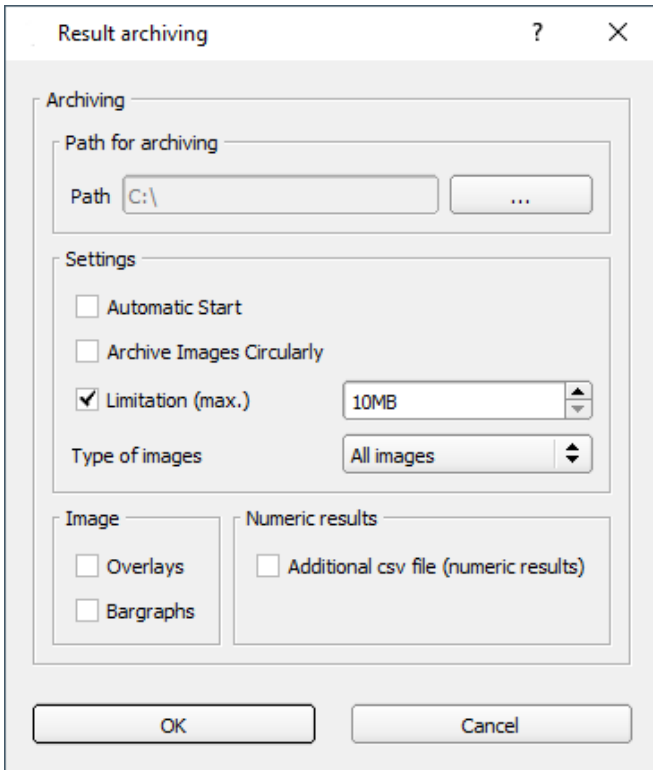 Result archiving ?
Archiving
Path for archiving
Path C:\ ...
Settings
Automatic Start
Archive Images Circularly
Limitation (max.) 10MB
Type of images All images
Image Numeric results
Overlays Additional csv file (numeric results)
Bargraphs
OK Cancel